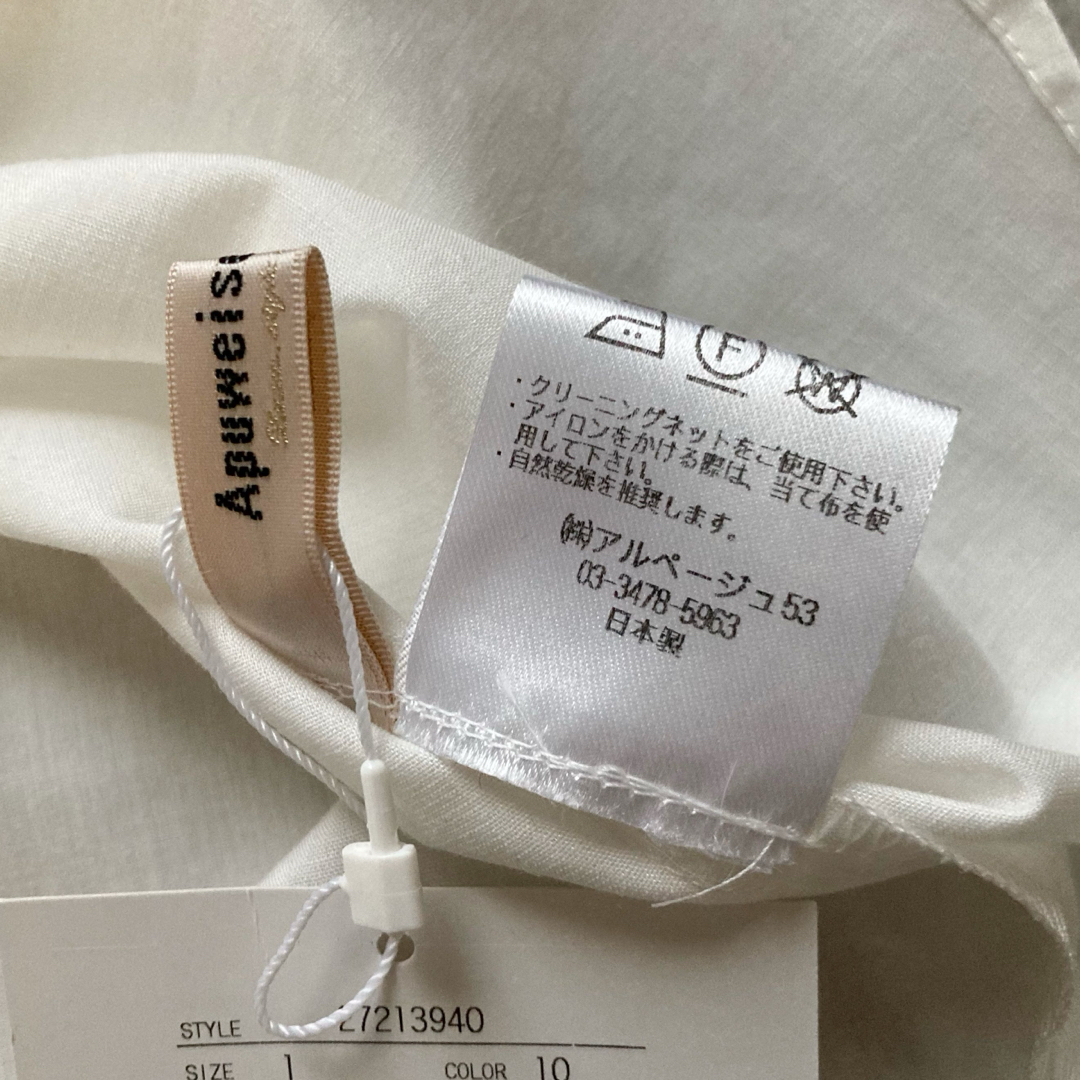 Apuweis
F
W
・クリーニングネットをご使用下さい。
・アイロンをかける際は、当て布を使
用して下さい。
・自然乾燥を推奨します。
㈱アルページュ53
03-3478-5963
日本製
STYLE 27213940
SIZE 1 COLOR 10